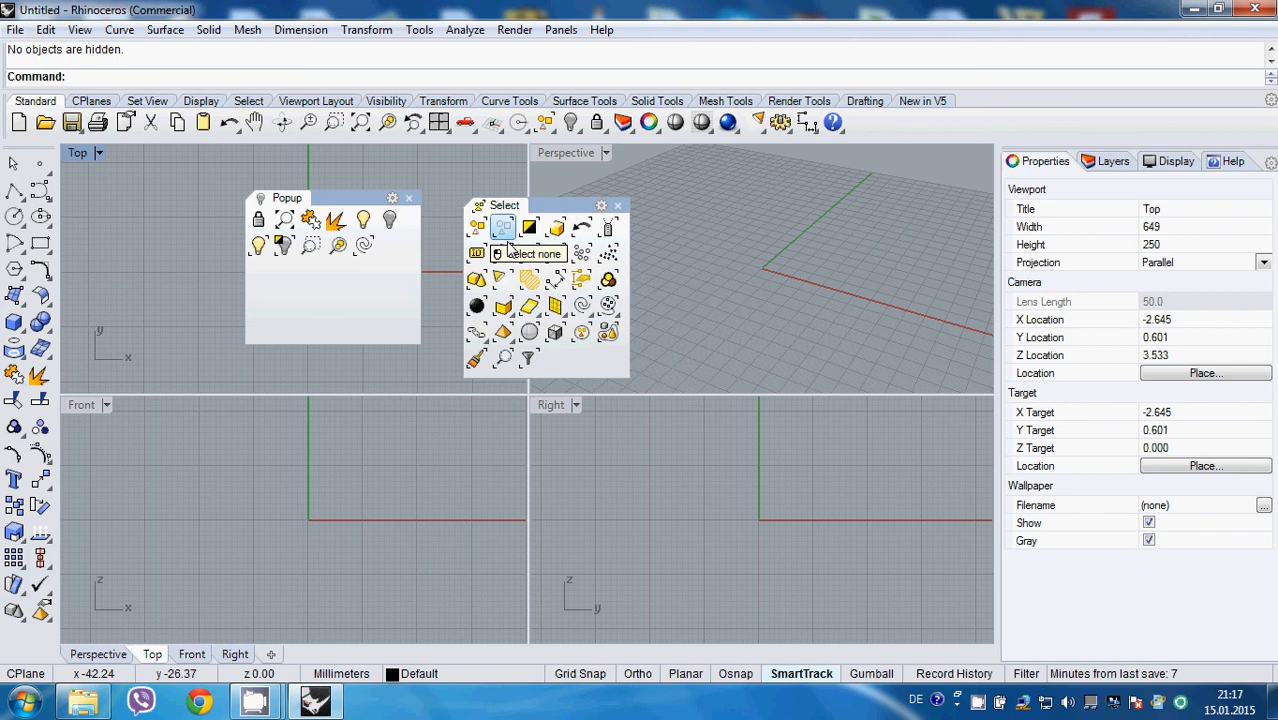 Untitled - Rhinoceros (Commercial)
File Edit View Curve Surface Solid Mesh Dimension Transform Tools Analyze Render Panels Help
No objects are hidden.
Command:
Standard CPlanes Set View Display Select Viewport Layout Visibility Transform Curve Tools Surface Tools Solid Tools Mesh Tools Render Tools Drafting New in V5
Top
Perspective
Properties Layers Display Help
Viewport
Title Top
Width 649
Height 250
Projection Parallel
Camera
Lens Length 50.0
X Location -2.645
Y Location 0.601
Z Location 3.533
Location Place...
Target
X Target -2.645
Y Target 0.601
Z Target 0.000
Location Place...
Wallpaper
Filename (none) ...
Show
Gray
Popup
Select
elect none
y
x
Front
Right
z
x
z
y
Perspective Top Front Right
CPlane x -42.24 y -26.37 z 0.00 Millimeters Default Grid Snap Ortho Planar Osnap SmartTrack Gumball Record History Filter Minutes from last save: 7
DE
21:17
15.01.2015